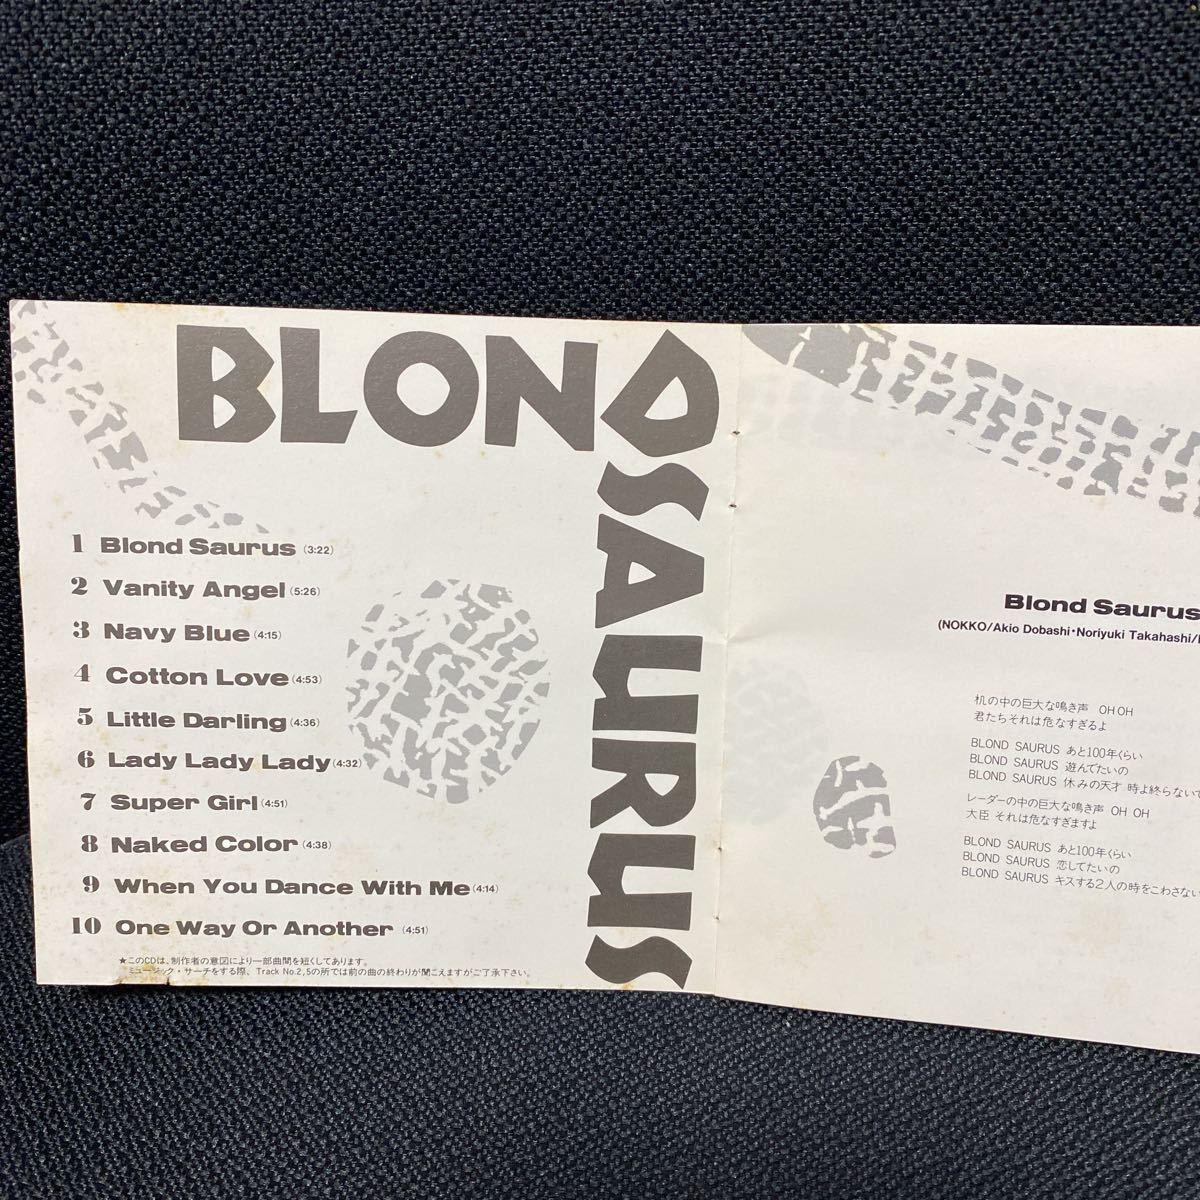 BLOND
SAURUS
1 Blond Saurus (3:22)
2 Vanity Angel (5:26)
3 Navy Blue (4:15)
4 Cotton Love (4:53)
5 Little Darling (4:36)
6 Lady Lady Lady (4:32)
7 Super Girl (4:51)
8 Naked Color (4:38)
9 When You Dance With Me (4:14)
10 One Way Or Another (4:51)
★このCDは、制作者の意図により一部曲間を短くしてあります。
ミュージック・サーチをする際、Track No.2,5の所では前の曲の終わりが聞こえますがご了承下さい。
Blond Saurus
(NOKKO/Akio Dobashi・Noriyuki Takahashi/
机の中の巨大な鳴き声 OH OH
君たちそれは危なすぎるよ
BLOND SAURUS あと100年くらい
BLOND SAURUS 遊んでたいの
BLOND SAURUS 休みの天才 時よ終らないで
レーダーの中の巨大な鳴き声 OH OH
大臣 それは危なすぎますよ
BLOND SAURUS あと100年くらい
BLOND SAURUS 恋してたいの
BLOND SAURUS キスする2人の時をこわさない